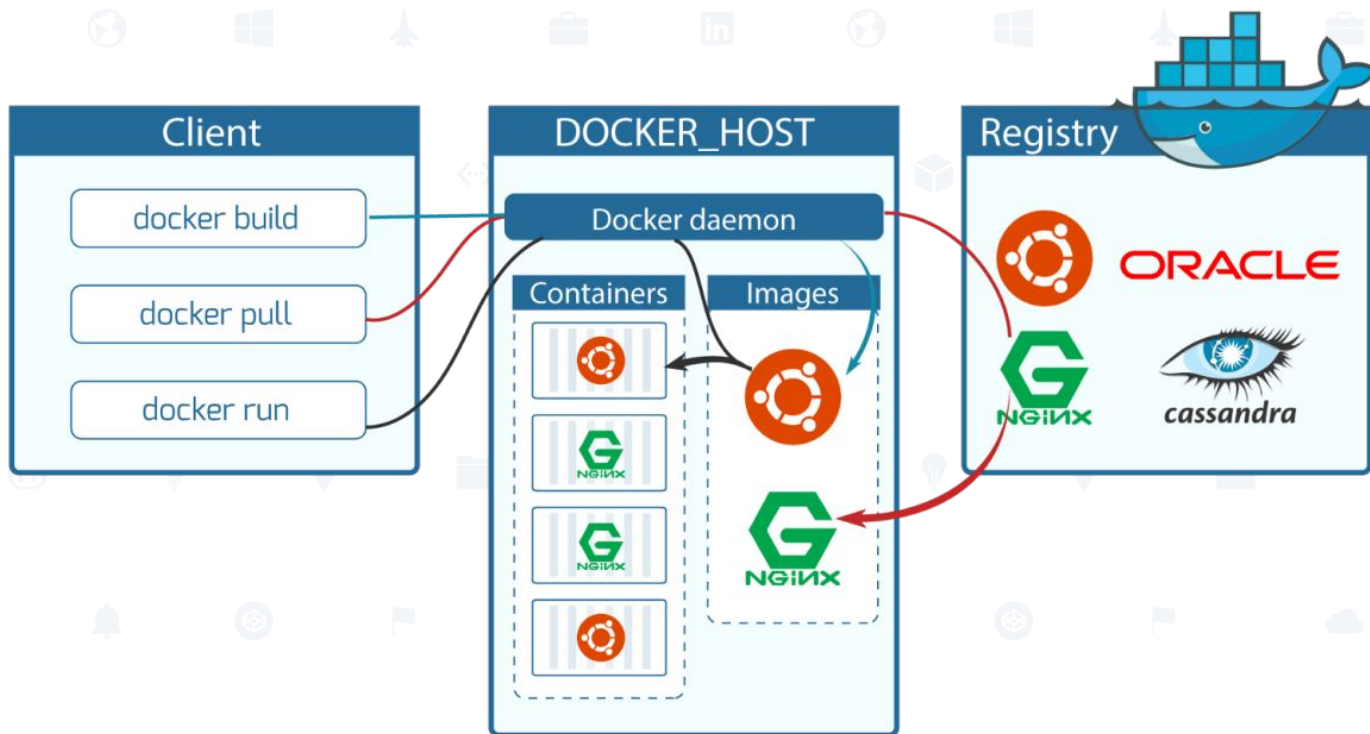 Client
docker build
docker pull
docker run
DOCKER_HOST
Docker daemon
Containers
NGiNX
NGiNX
Images
NGiNX
Registry
ORACLE
NGiNX
cassandra